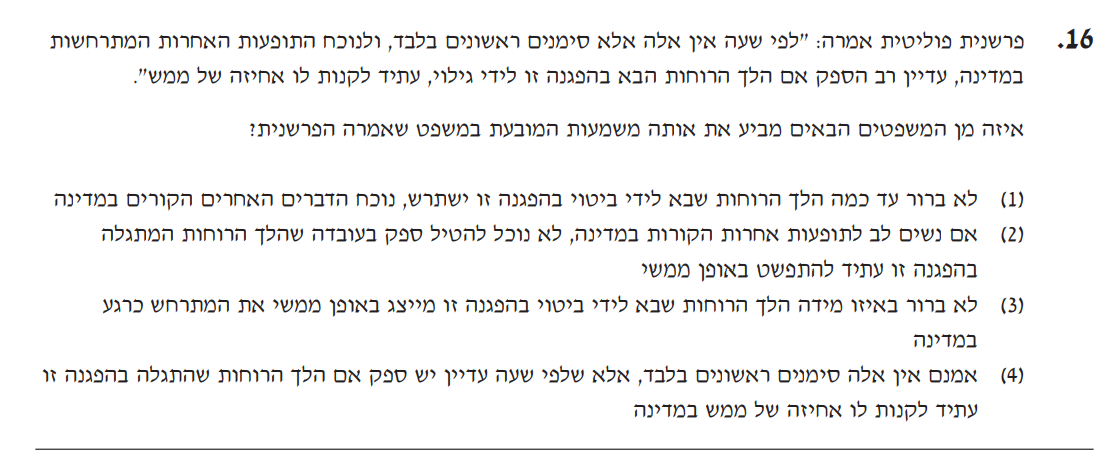 16. פרשנית פוליטית אמרה: "לפי שעה אין אלה אלא סימנים ראשונים בלבד, ולנוכח התופעות האחרות המתרחשות
במדינה, עדיין רב הספק אם הלך הרוחות הבא בהפגנה זו לידי גילוי, עתיד לקנות לו אחיזה של ממש".
איזה מן המשפטים הבאים מביע את אותה משמעות המובעת במשפט שאמרה הפרשנית?
(1) לא ברור עד כמה הלך הרוחות שבא לידי ביטוי בהפגנה זו ישתרש, נוכח הדברים האחרים הקורים במדינה
(2) אם נשים לב לתופעות אחרות הקורות במדינה, לא נוכל להטיל ספק בעובדה שהלך הרוחות המתגלה
בהפגנה זו עתיד להתפשט באופן ממשי
(3) לא ברור באיזו מידה הלך הרוחות שבא לידי ביטוי בהפגנה זו מייצג באופן ממשי את המתרחש כרגע
במדינה
(4) אמנם אין אלה סימנים ראשונים בלבד, אלא שלפי שעה עדיין יש ספק אם הלך הרוחות שהתגלה בהפגנה זו
עתיד לקנות לו אחיזה של ממש במדינה